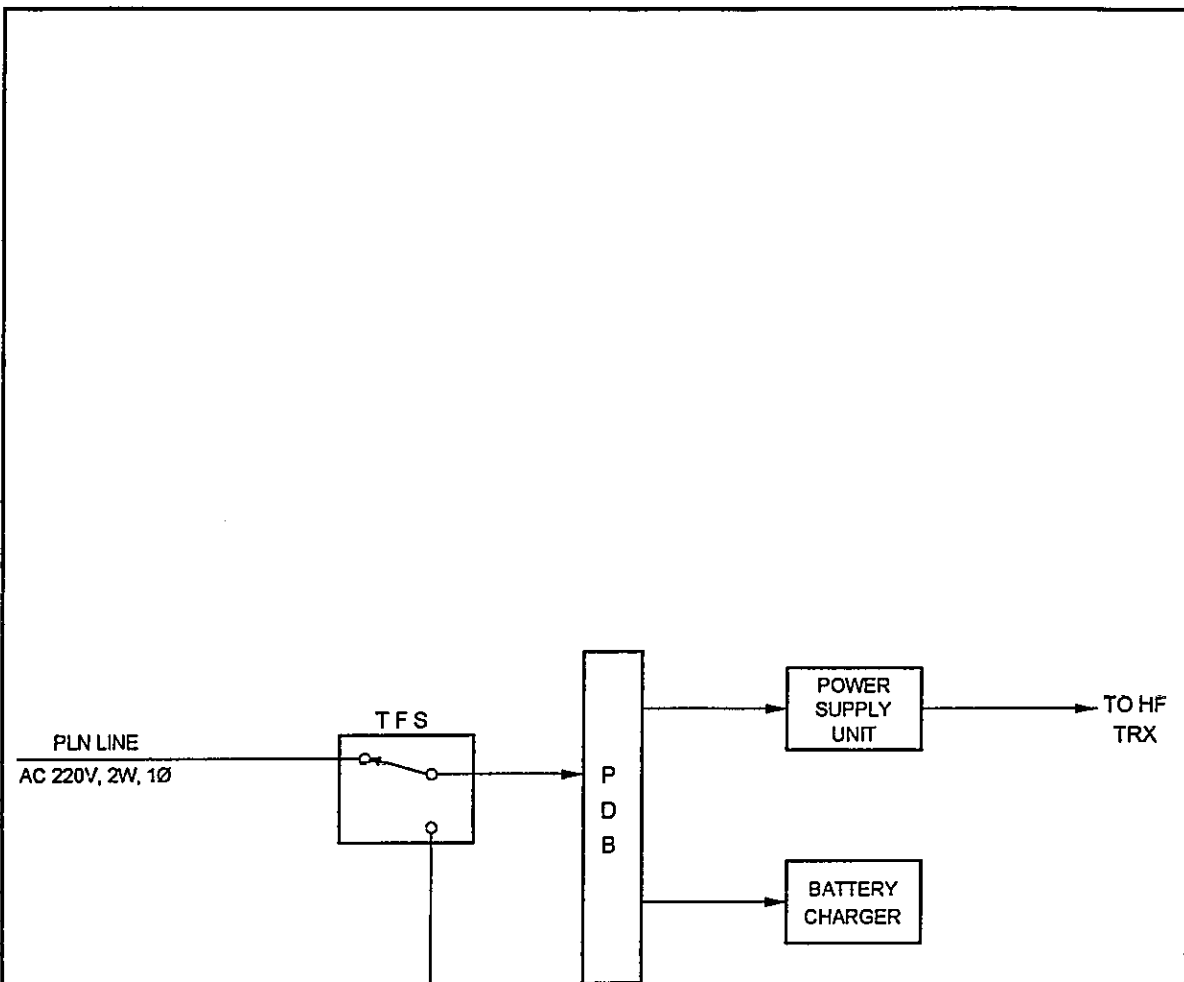 T F S
PLN LINE
AC 220V, 2W, 1Ø
P
D
B
POWER
SUPPLY
UNIT
TO HF
TRX
BATTERY
CHARGER